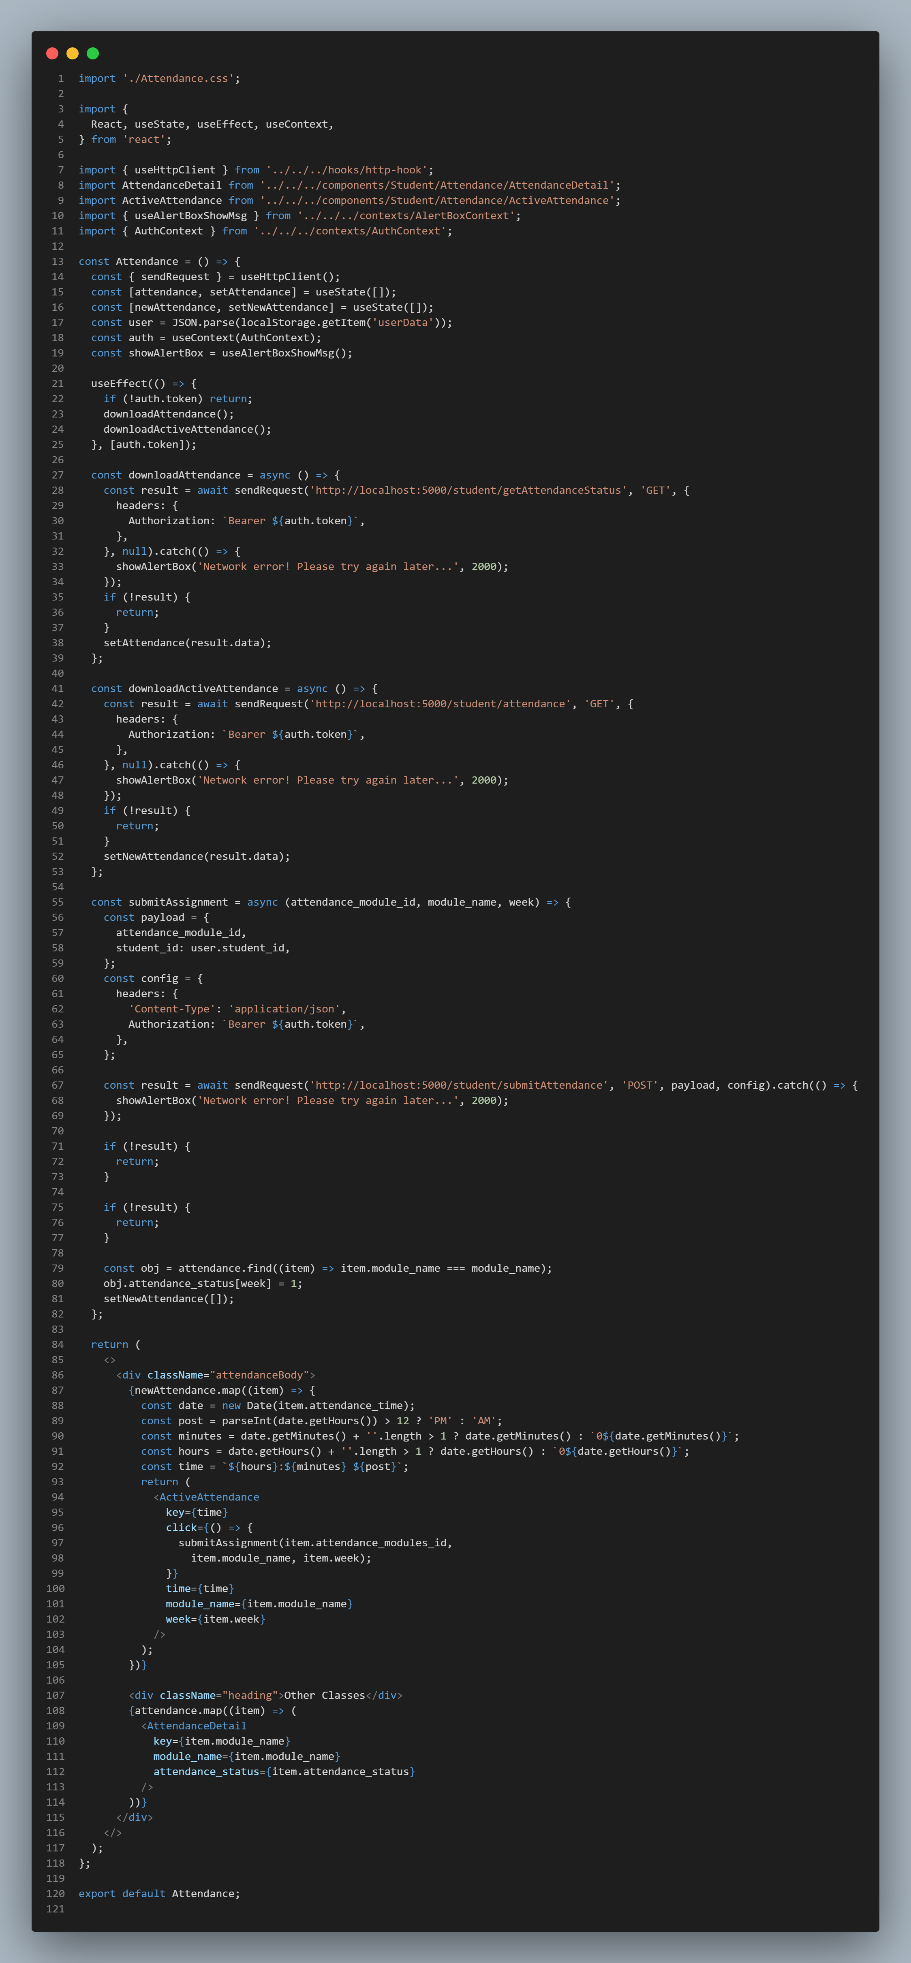 1 import './Attendance.css';
2
3 import {
4   React, useState, useEffect, useContext,
5 } from 'react';
6
7 import { useHttpClient } from '../../../hooks/http-hook';
8 import AttendanceDetail from '../../../components/Student/Attendance/AttendanceDetail';
9 import ActiveAttendance from '../../../components/Student/Attendance/ActiveAttendance';
10 import { useAlertBoxShowMsg } from '../../../contexts/AlertBoxContext';
11 import { AuthContext } from '../../../contexts/AuthContext';
12
13 const Attendance = () => {
14   const { sendRequest } = useHttpClient();
15   const [attendance, setAttendance] = useState([]);
16   const [newAttendance, setNewAttendance] = useState([]);
17   const user = JSON.parse(localStorage.getItem('userData'));
18   const auth = useContext(AuthContext);
19   const showAlertBox = useAlertBoxShowMsg();
20
21   useEffect(() => {
22     if (!auth.token) return;
23     downloadAttendance();
24     downloadActiveAttendance();
25   }, [auth.token]);
26
27   const downloadAttendance = async () => {
28     const result = await sendRequest('http://localhost:5000/student/getAttendanceStatus', 'GET', {
29       headers: {
30         Authorization: `Bearer ${auth.token}`,
31       },
32     }, null).catch(() => {
33       showAlertBox('Network error! Please try again later...', 2000);
34     });
35     if (!result) {
36       return;
37     }
38     setAttendance(result.data);
39   };
40
41   const downloadActiveAttendance = async () => {
42     const result = await sendRequest('http://localhost:5000/student/attendance', 'GET', {
43       headers: {
44         Authorization: `Bearer ${auth.token}`,
45       },
46     }, null).catch(() => {
47       showAlertBox('Network error! Please try again later...', 2000);
48     });
49     if (!result) {
50       return;
51     }
52     setNewAttendance(result.data);
53   };
54
55   const submitAssignment = async (attendance_module_id, module_name, week) => {
56     const payload = {
57       attendance_module_id,
58       student_id: user.student_id,
59     };
60     const config = {
61       headers: {
62         'Content-Type': 'application/json',
63         Authorization: `Bearer ${auth.token}`,
64       },
65     };
66
67     const result = await sendRequest('http://localhost:5000/student/submitAttendance', 'POST', payload, config).catch(() => {
68       showAlertBox('Network error! Please try again later...', 2000);
69     });
70
71     if (!result) {
72       return;
73     }
74
75     if (!result) {
76       return;
77     }
78
79     const obj = attendance.find((item) => item.module_name === module_name);
80     obj.attendance_status[week] = 1;
81     setNewAttendance([]);
82   };
83
84   return (
85     <>
86       <div className="attendanceBody">
87         {newAttendance.map((item) => {
88           const date = new Date(item.attendance_time);
89           const post = parseInt(date.getHours()) > 12 ? 'PM' : 'AM';
90           const minutes = date.getMinutes() + ''.length > 1 ? date.getMinutes() : `0${date.getMinutes()}`;
91           const hours = date.getHours() + ''.length > 1 ? date.getHours() : `0${date.getHours()}`;
92           const time = `${hours}:${minutes} ${post}`;
93           return (
94             <ActiveAttendance
95               key={time}
96               click={() => {
97                 submitAssignment(item.attendance_modules_id,
98                   item.module_name, item.week);
99               }}
100               time={time}
101               module_name={item.module_name}
102               week={item.week}
103             />
104           );
105         })}
106
107         <div className="heading">Other Classes</div>
108         {attendance.map((item) => (
109           <AttendanceDetail
110             key={item.module_name}
111             module_name={item.module_name}
112             attendance_status={item.attendance_status}
113           />
114         ))}
115       </div>
116     </>
117   );
118 };
119
120 export default Attendance;
121